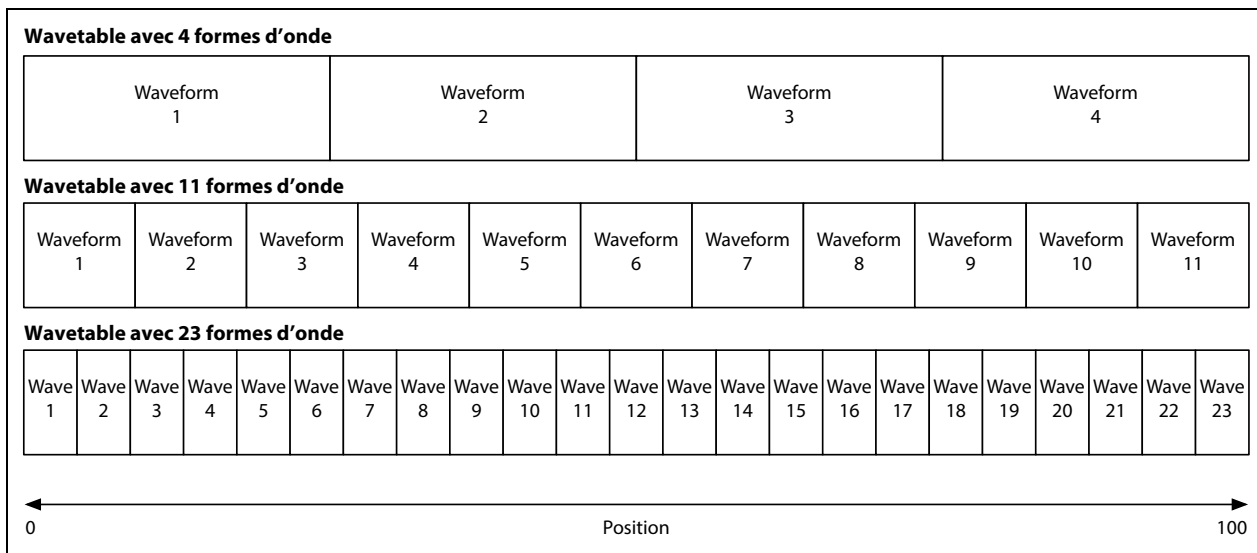 Wavetable avec 4 formes d’onde
Waveform Waveform Waveform Waveform
1 2 3 4
Wavetable avec 11 formes d’onde
Waveform Waveform Waveform Waveform Waveform Waveform Waveform Waveform Waveform Waveform Waveform
1 2 3 4 5 6 7 8 9 10 11
Wavetable avec 23 formes d’onde
Wave Wave Wave Wave Wave Wave Wave Wave Wave Wave Wave Wave Wave Wave Wave Wave Wave Wave Wave Wave Wave Wave Wave
1 2 3 4 5 6 7 8 9 10 11 12 13 14 15 16 17 18 19 20 21 22 23
0 Position 100